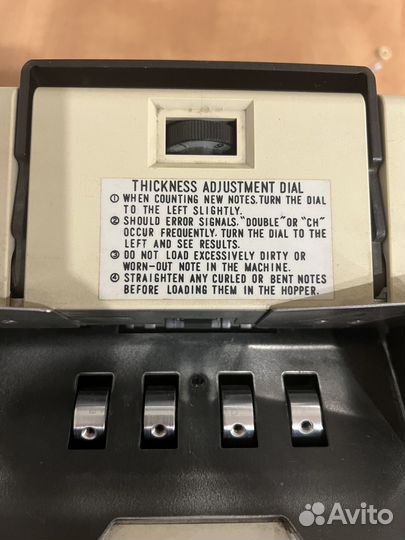 THICKNESS ADJUSTMENT DIAL
① WHEN COUNTING NEW NOTES.TURN THE DIAL
TO THE LEFT SLIGHTLY.
② SHOULD ERROR SIGNALS."DOUBLE" OR "CH"
OCCUR FREQUENTLY. TURN THE DIAL TO THE
LEFT AND SEE RESULTS.
③ DO NOT LOAD EXCESSIVELY DIRTY OR
WORN-OUT NOTE IN THE MACHINE.
④ STRAIGHTEN ANY CURLED OR BENT NOTES
BEFORE LOADING THEM IN THE HOPPER.
Avito